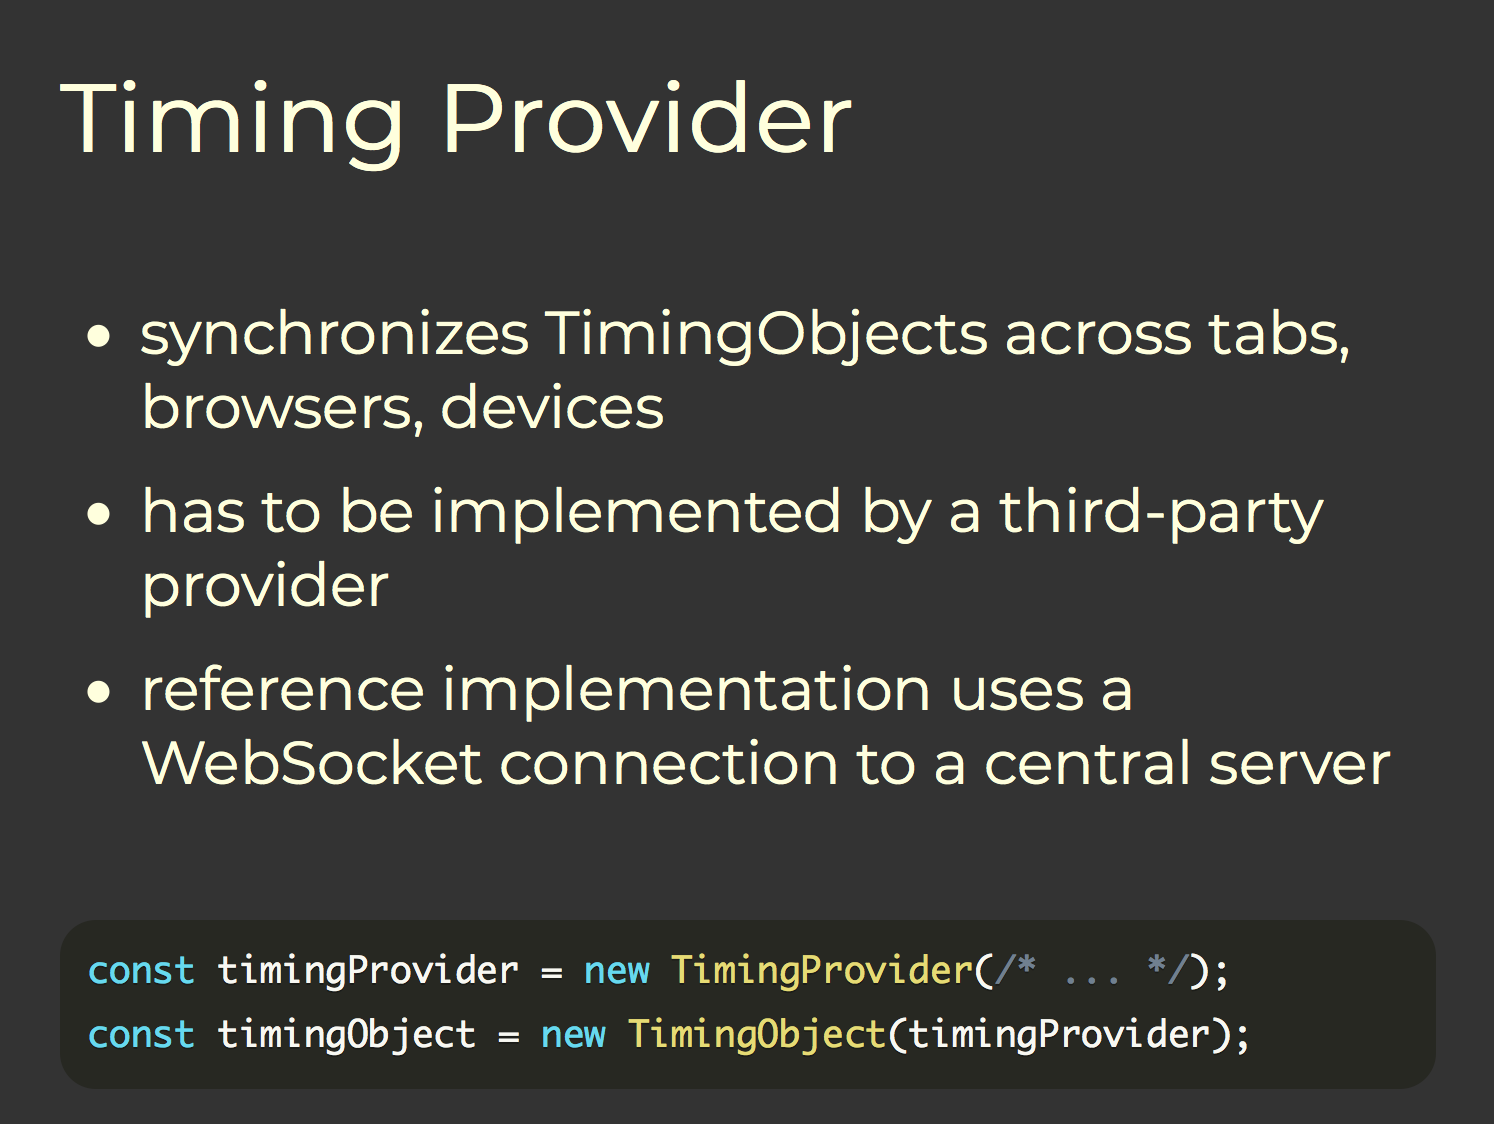 Timing Provider
• synchronizes TimingObjects across tabs,
browsers, devices
• has to be implemented by a third-party
provider
• reference implementation uses a
WebSocket connection to a central server
const timingProvider = new TimingProvider(/* ... */);
const timingObject = new TimingObject(timingProvider);